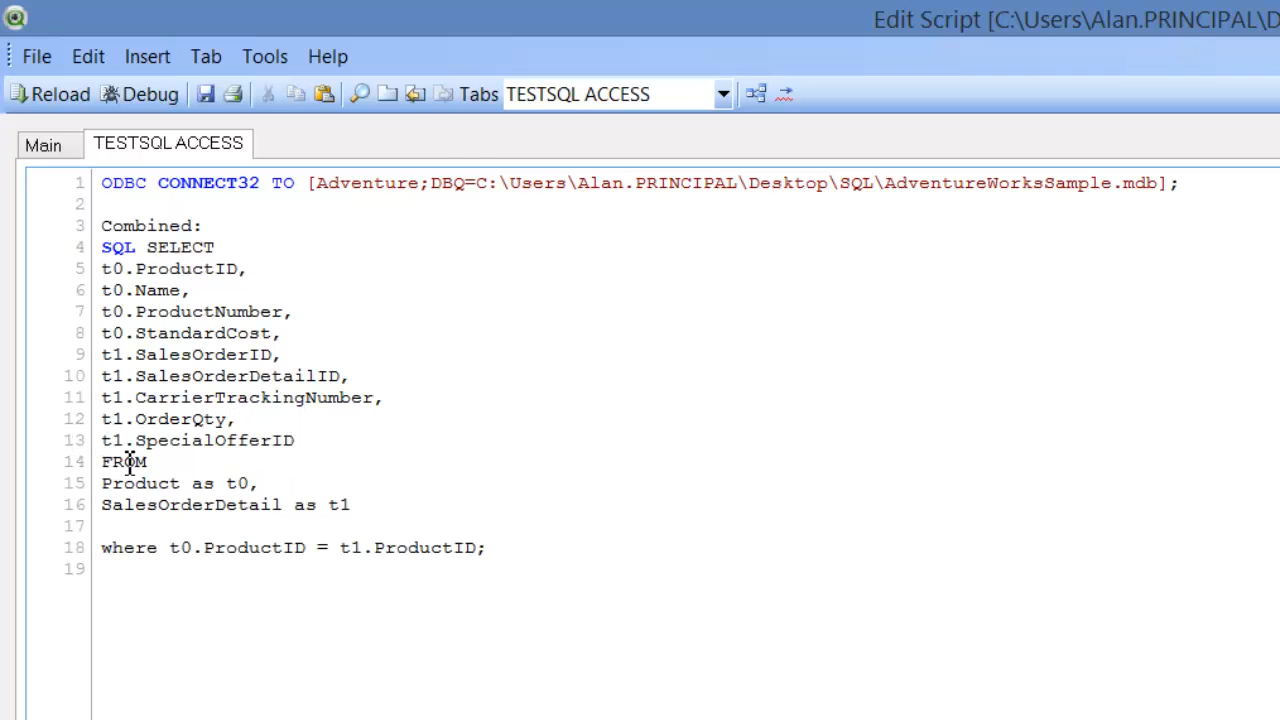 Edit Script [C:\Users\Alan.PRINCIPAL\D
File Edit Insert Tab Tools Help
Reload Debug Tabs TESTSQL ACCESS
Main TESTSQL ACCESS
1 ODBC CONNECT32 TO [Adventure;DBQ=C:\Users\Alan.PRINCIPAL\Desktop\SQL\AdventureWorksSample.mdb];
2
3 Combined:
4 SQL SELECT
5 t0.ProductID,
6 t0.Name,
7 t0.ProductNumber,
8 t0.StandardCost,
9 t1.SalesOrderID,
10 t1.SalesOrderDetailID,
11 t1.CarrierTrackingNumber,
12 t1.OrderQty,
13 t1.SpecialOfferID
14 FROM
15 Product as t0,
16 SalesOrderDetail as t1
17
18 where t0.ProductID = t1.ProductID;
19